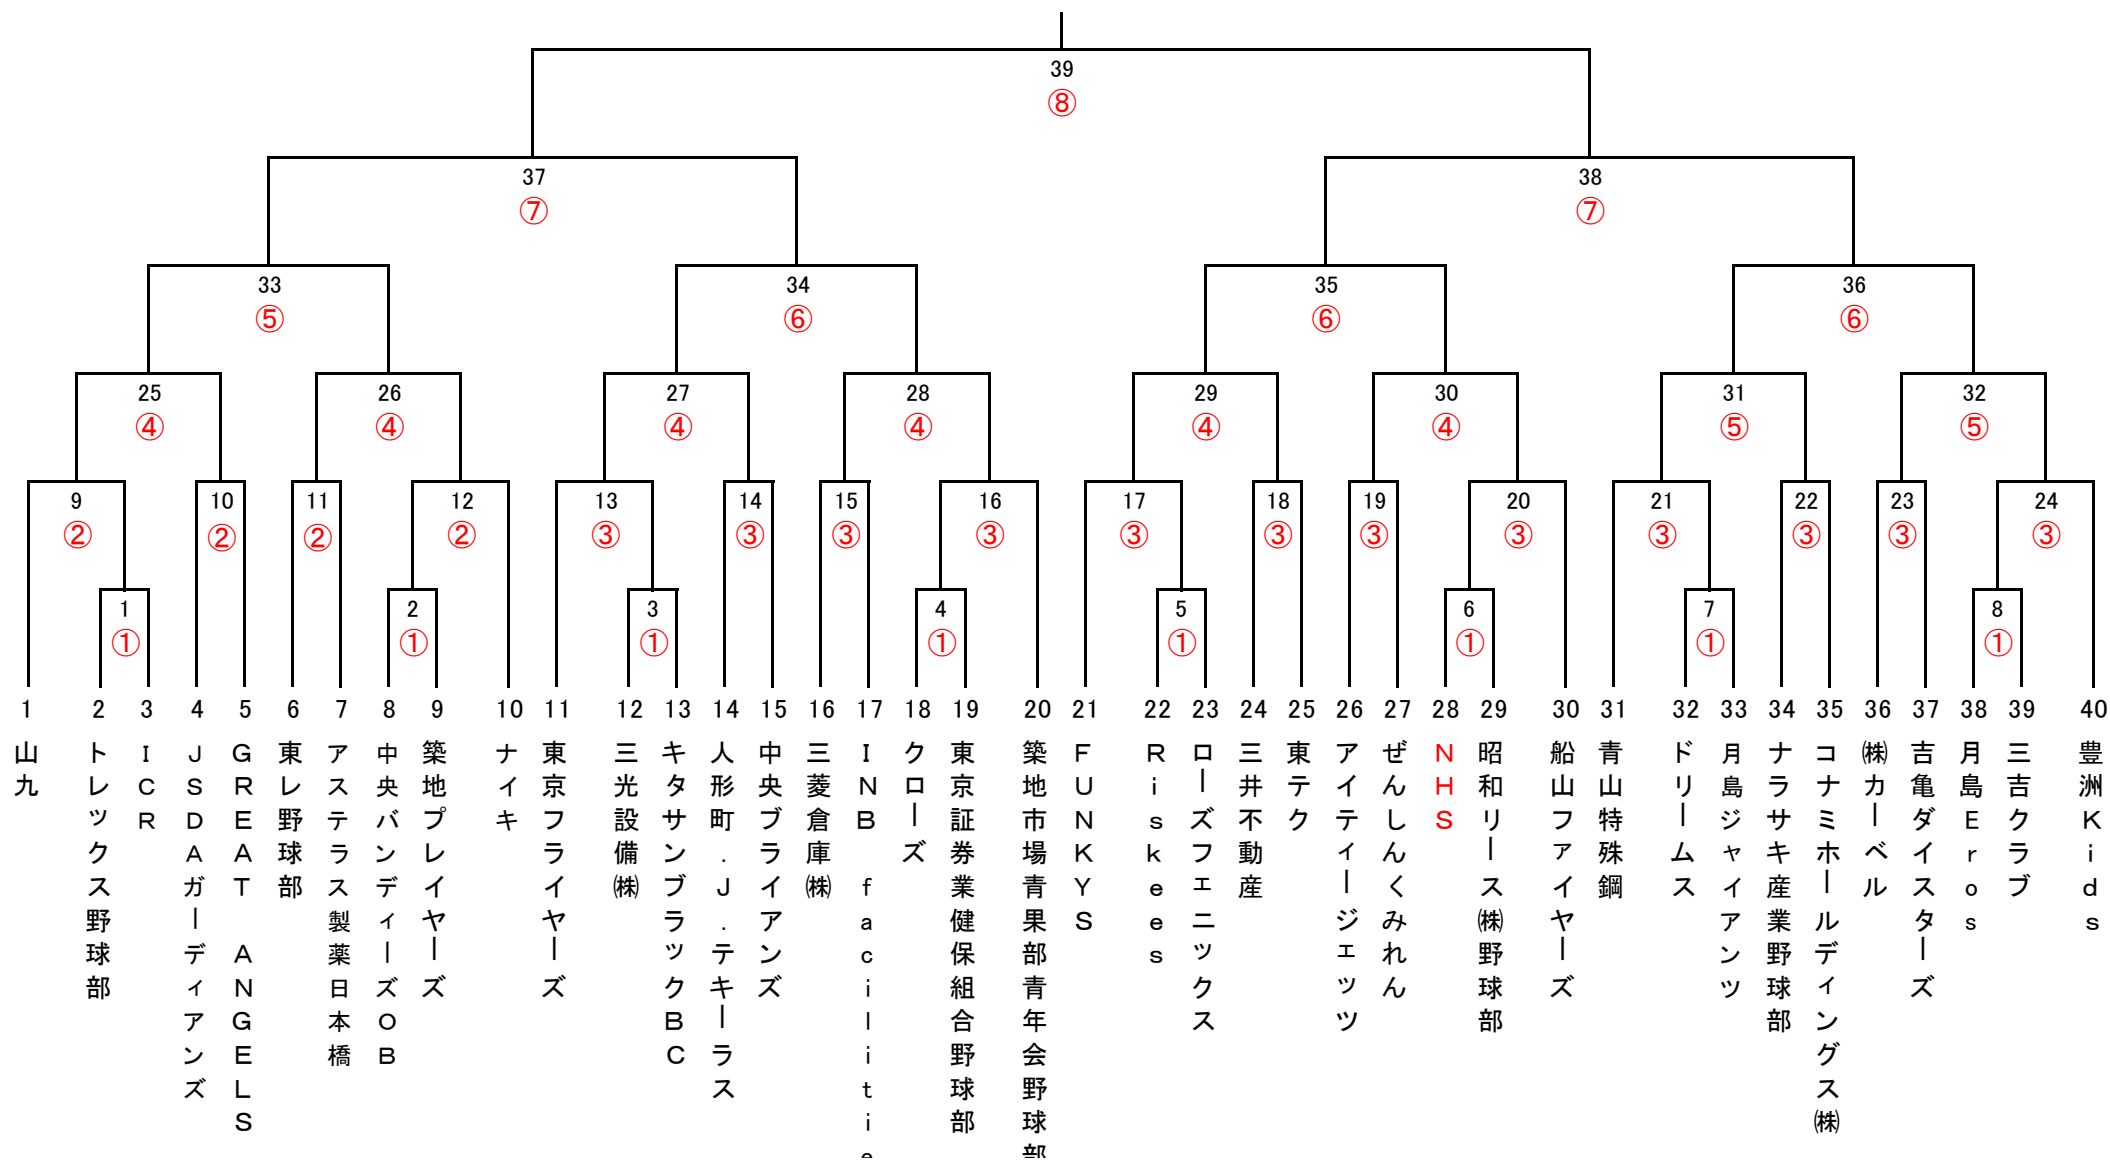 39
⑧
37 38
⑦ ⑦
33 34 35 36
⑤ ⑥ ⑥ ⑥
25 26 27 28 29 30 31 32
④ ④ ④ ④ ④ ④ ⑤ ⑤
9 10 11 12 13 14 15 16 17 18 19 20 21 22 23 24
② ② ② ② ③ ③ ③ ③ ③ ③ ③ ③ ③ ③ ③ ③
1 2 3 4 5 6 7 8
① ① ① ① ① ① ① ①
1 2 3 4 5 6 7 8 9 10 11 12 13 14 15 16 17 18 19 20 21 22 23 24 25 26 27 28 29 30 31 32 33 34 35 36 37 38 39 40
山九
トレックス野球部
ICR
JSDAガーディアンズ
GREAT ANGELS
東レ野球部
アステラス製薬日本橋
中央バンディーズOB
築地プレイヤーズ
ナイキ
東京フライヤーズ
三光設備㈱
キタサンブラックBC
人形町.J.テキーラス
中央ブライアンズ
三菱倉庫㈱
INB facilitie
クローズ
東京証券業健保組合野球部
築地市場青果部青年会野球部
FUNKYS
Riskees
ローズフェニックス
三井不動産
東テク
アイティージェッツ
ぜんしんくみれん
NHS
昭和リース㈱野球部
船山ファイヤーズ
青山特殊鋼
ドリームス
月島ジャイアンツ
ナラサキ産業野球部
コナミホールディングス㈱
㈱カーベル
吉亀ダイスターズ
月島Eros
三吉クラブ
豊洲Kids